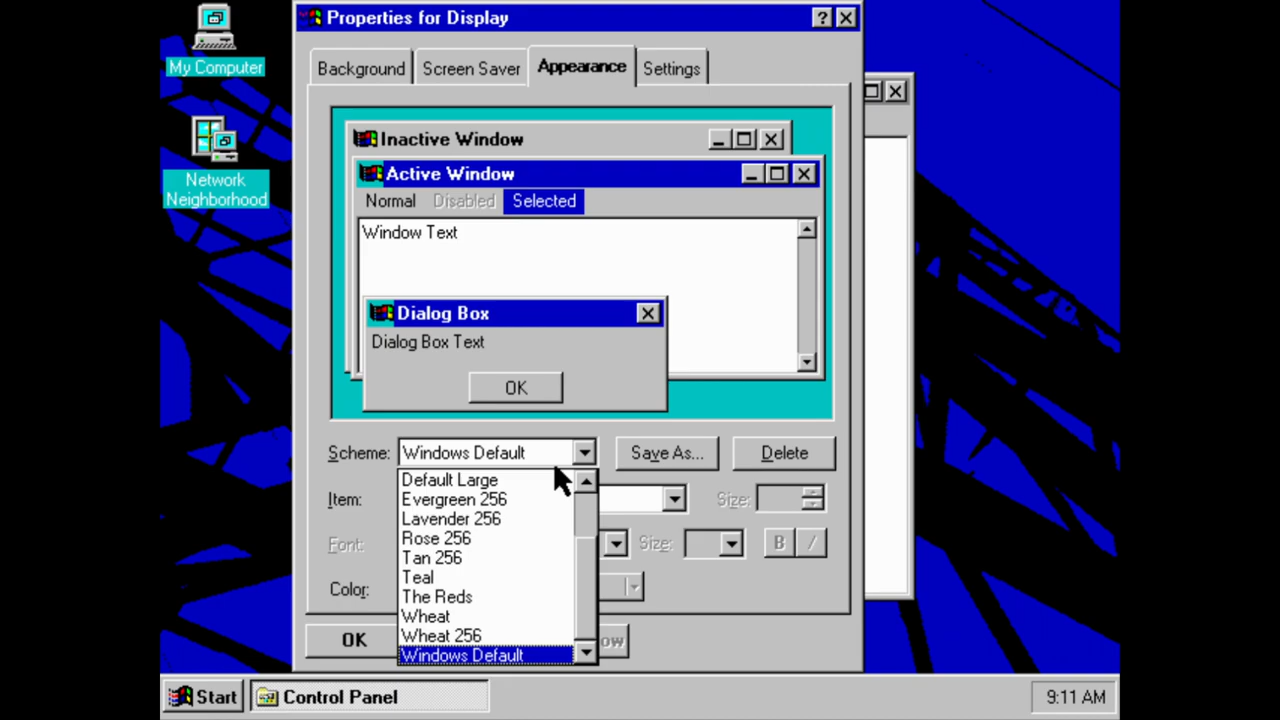 My Computer
Network
Neighborhood
Properties for Display
Background
Screen Saver
Appearance
Settings
Inactive Window
Active Window
Normal
Disabled
Selected
Window Text
Dialog Box
Dialog Box Text
OK
Scheme:
Windows Default
Save As...
Delete
Default Large
Evergreen 256
Lavender 256
Rose 256
Tan 256
Teal
The Reds
Wheat
Wheat 256
Windows Default
Item:
Size:
Font:
Size:
B
/
Color:
OK
ow
Start
Control Panel
9:11 AM